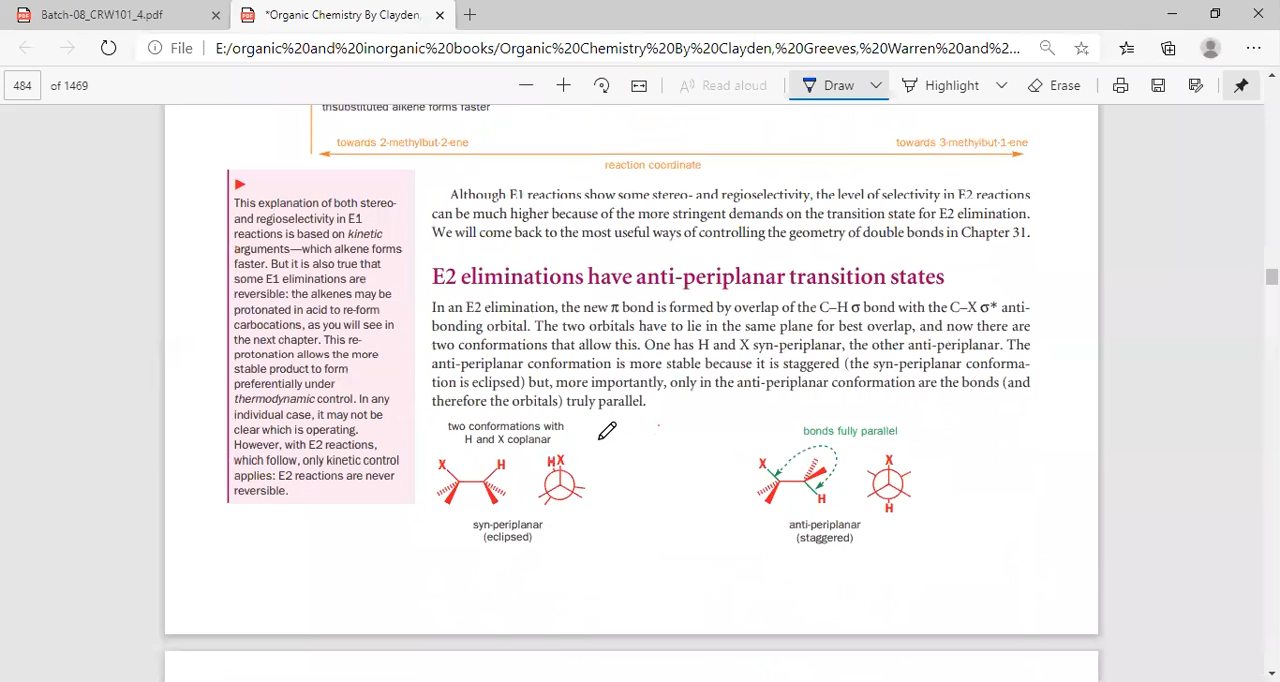 Batch-08_CRW101_4.pdf
*Organic Chemistry By Clayden,
File
E:/organic%20and%20inorganic%20books/Organic%20Chemistry%20By%20Clayden,%20Greeves,%20Warren%20and%2...
484
of 1469
Read aloud
Draw
Highlight
Erase
trisubstituted alkene forms faster
towards 2-methylbut-2-ene
towards 3-methylbut-1-ene
reaction coordinate
This explanation of both stereo-
and regioselectivity in E1
reactions is based on kinetic
arguments—which alkene forms
faster. But it is also true that
some E1 eliminations are
reversible: the alkenes may be
protonated in acid to re-form
carbocations, as you will see in
the next chapter. This re-
protonation allows the more
stable product to form
preferentially under
thermodynamic control. In any
individual case, it may not be
clear which is operating.
However, with E2 reactions,
which follow, only kinetic control
applies: E2 reactions are never
reversible.
Although E1 reactions show some stereo- and regioselectivity, the level of selectivity in E2 reactions
can be much higher because of the more stringent demands on the transition state for E2 elimination.
We will come back to the most useful ways of controlling the geometry of double bonds in Chapter 31.
E2 eliminations have anti-periplanar transition states
In an E2 elimination, the new π bond is formed by overlap of the C–H σ bond with the C–X σ* anti-
bonding orbital. The two orbitals have to lie in the same plane for best overlap, and now there are
two conformations that allow this. One has H and X syn-periplanar, the other anti-periplanar. The
anti-periplanar conformation is more stable because it is staggered (the syn-periplanar conforma-
tion is eclipsed) but, more importantly, only in the anti-periplanar conformation are the bonds (and
therefore the orbitals) truly parallel.
two conformations with
H and X coplanar
X
H
HX
syn-periplanar
(eclipsed)
bonds fully parallel
X
H
X
H
anti-periplanar
(staggered)